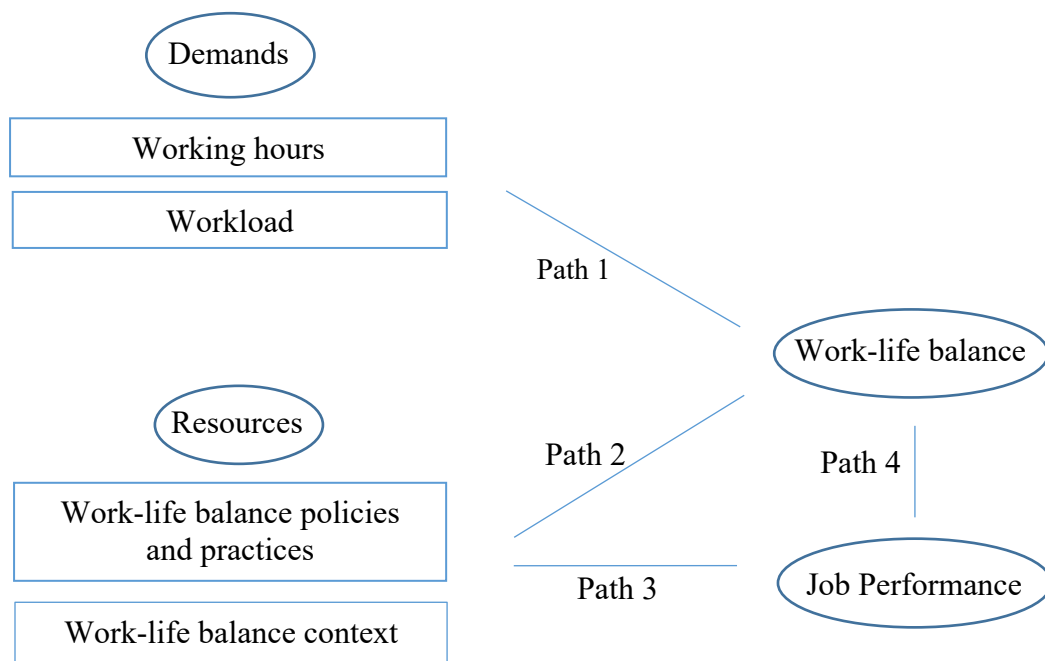 Demands
Working hours
Workload
Path 1
Work-life balance
Resources
Path 2
Path 4
Work-life balance policies
and practices
Path 3
Job Performance
Work-life balance context